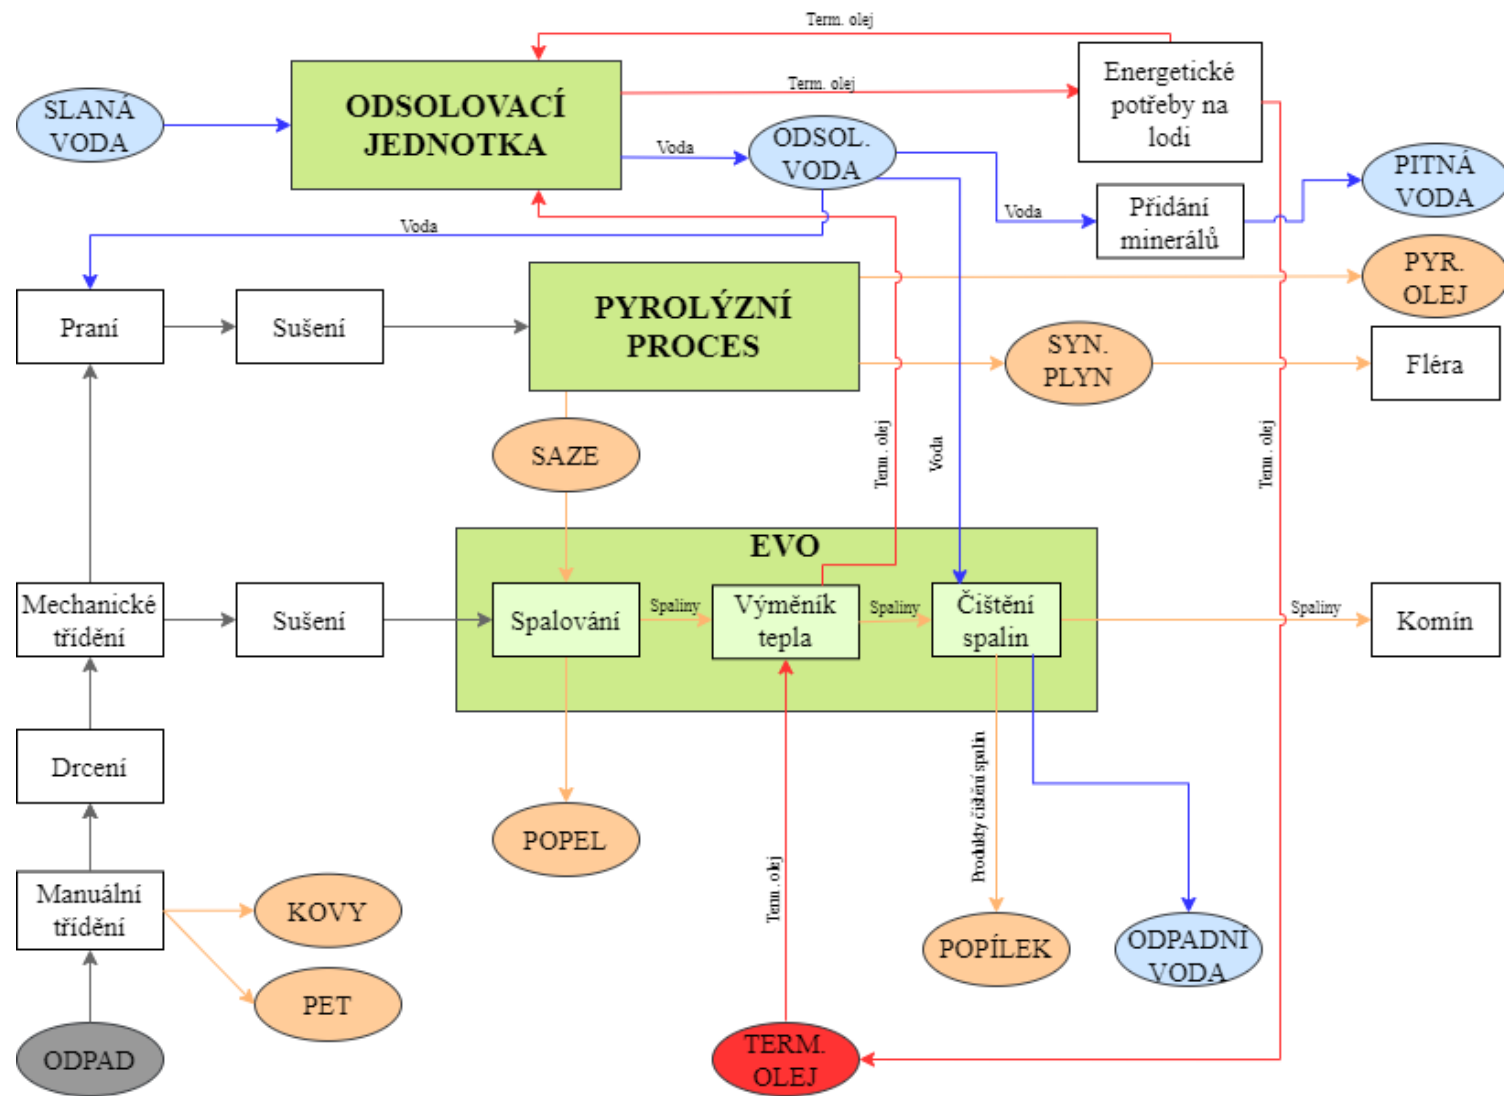 Term. olej
SLANÁ
VODA
ODSOLOVACÍ
JEDNOTKA
Term. olej
Energetické
potřeby na
lodi
Voda
ODSOL.
VODA
Voda
Přidání
minerálů
PITNÁ
VODA
Voda
PYR.
OLEJ
Praní
Sušení
PYROLÝZNÍ
PROCES
SYN.
PLYN
Fléra
SAZE
Term. olej
Voda
Term. olej
EVO
Mechanické
třídění
Sušení
Spalování
Spaliny
Výměník
tepla
Spaliny
Čištění
spalin
Spaliny
Komín
Drcení
POPEL
Produkty čištění spalin
Term. olej
Manuální
třídění
KOVY
PET
POPÍLEK
ODPADNÍ
VODA
ODPAD
TERM.
OLEJ